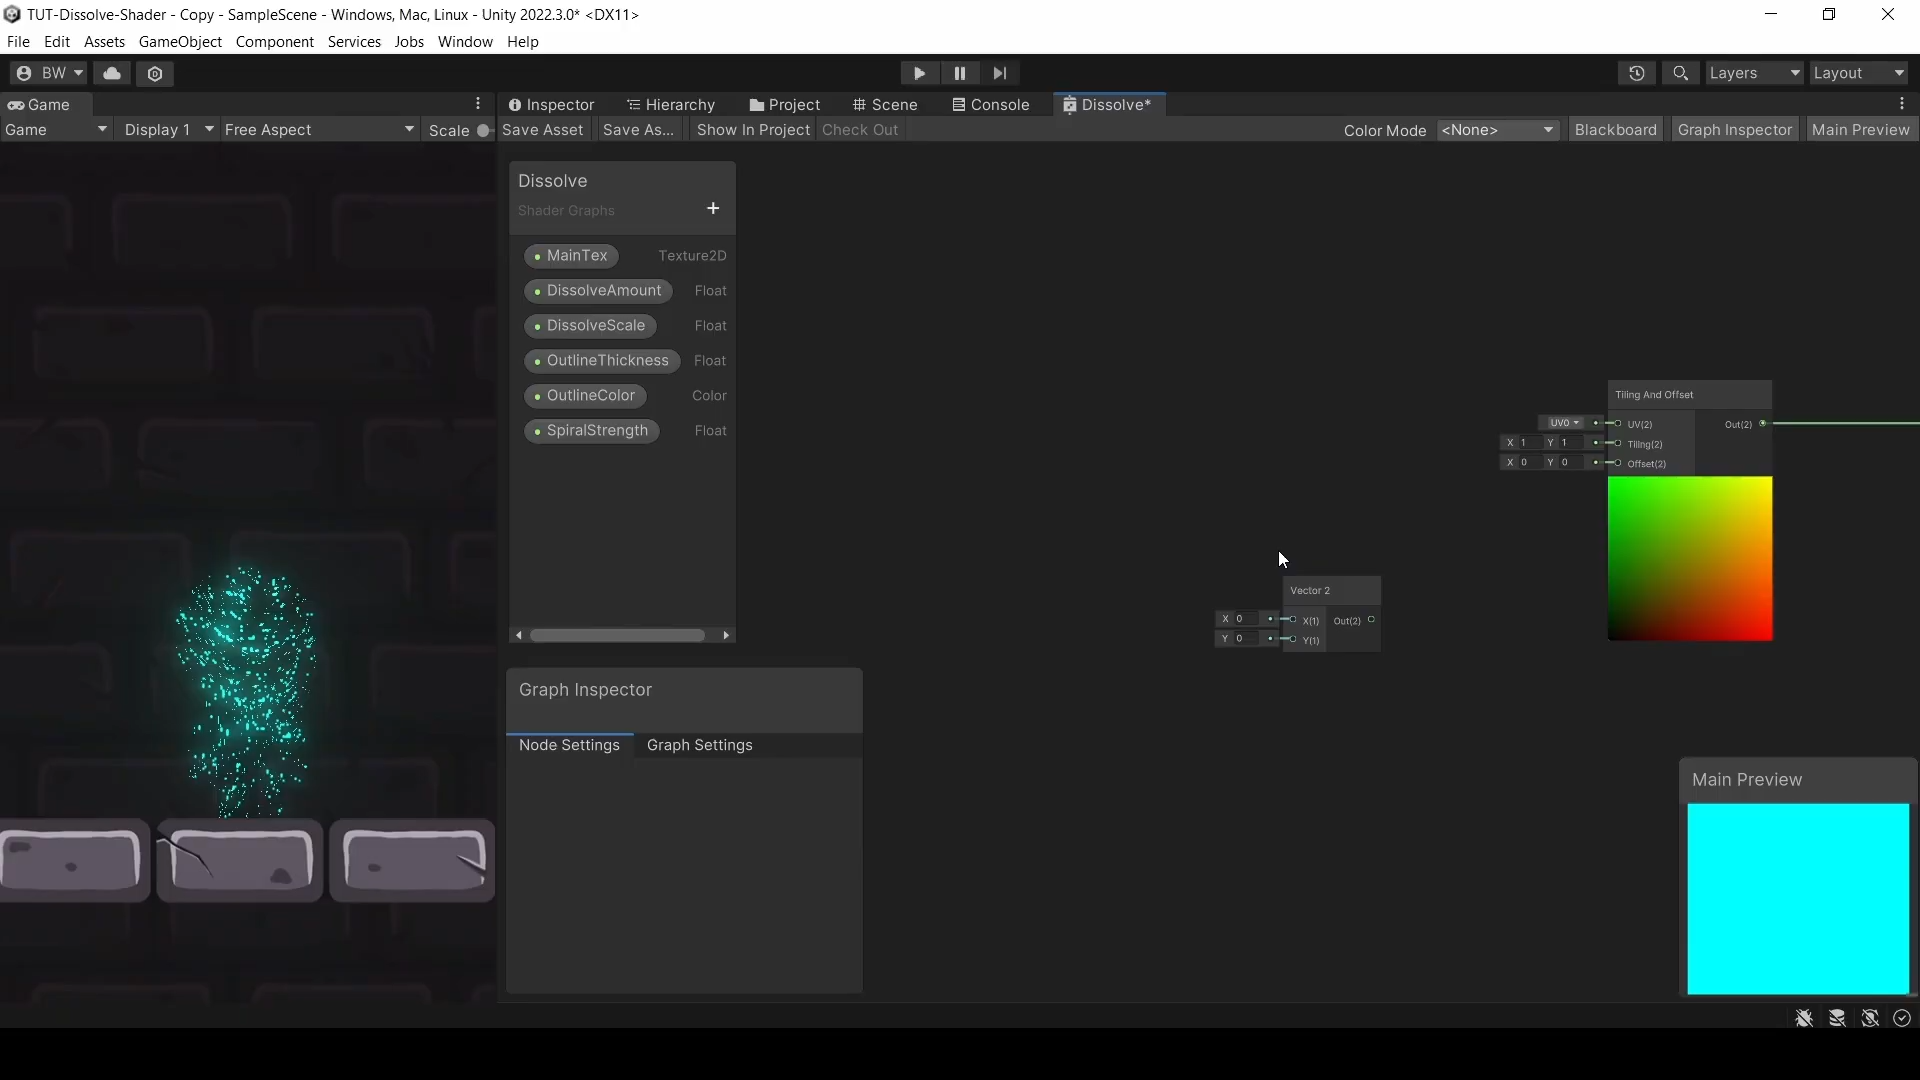 TUT-Dissolve-Shader - Copy - SampleScene - Windows, Mac, Linux - Unity 2022.3.0* <DX11>
File Edit Assets GameObject Component Services Jobs Window Help
BW Layers Layout
Game
Inspector Hierarchy Project Scene Console Dissolve*
Game Display 1 Free Aspect Scale
Save Asset Save As... Show In Project Check Out Color Mode <None> Blackboard Graph Inspector Main Preview
Dissolve
Shader Graphs
+
MainTex Texture2D
DissolveAmount Float
DissolveScale Float
OutlineThickness Float
OutlineColor Color
SpiralStrength Float
Tiling And Offset
UV0 UV(2) Out(2)
X 1 Y 1 Tiling(2)
X 0 Y 0 Offset(2)
Vector 2
X 0 X(1) Out(2)
Y 0 Y(1)
Graph Inspector
Node Settings Graph Settings
Main Preview